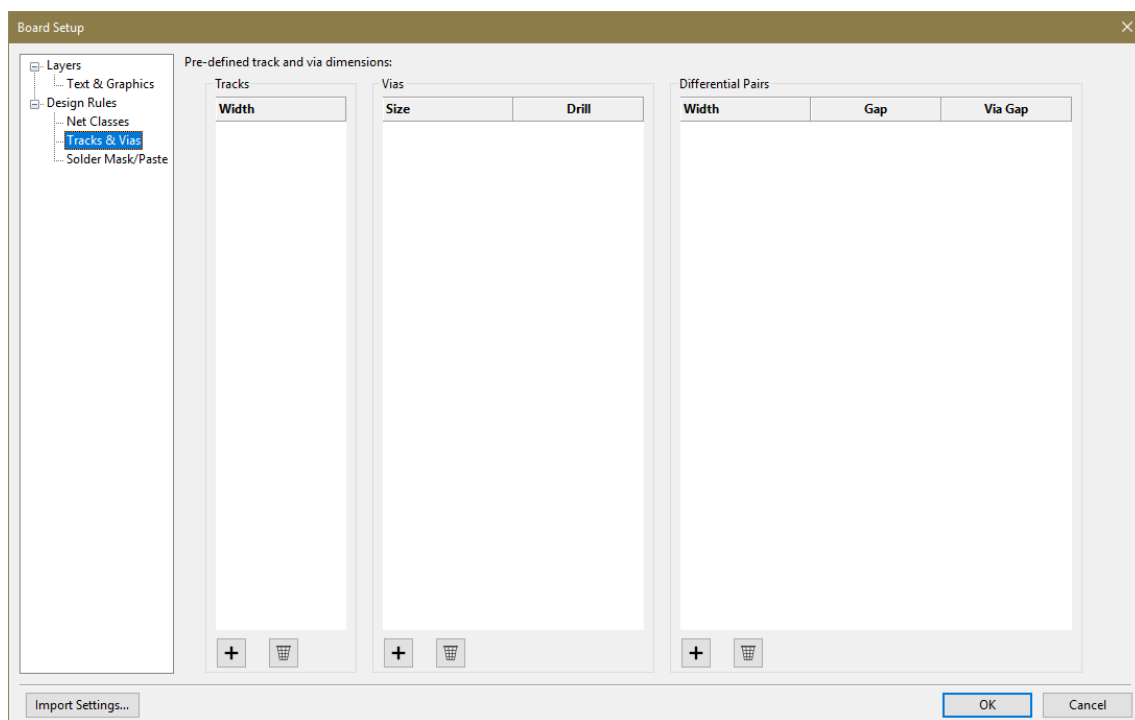 Board Setup
Layers
Text & Graphics
Design Rules
Net Classes
Tracks & Vias
Solder Mask/Paste
Pre-defined track and via dimensions:
Tracks
Width
Vias
Size Drill
Differential Pairs
Width Gap Via Gap
Import Settings...
OK
Cancel